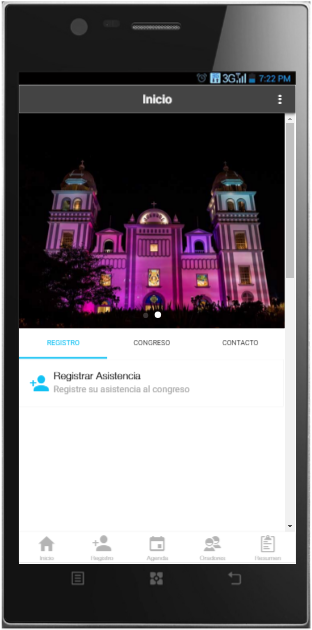 3G 7:22 PM
Inicio
REGISTRO CONGRESO CONTACTO
Registrar Asistencia
Registre su asistencia al congreso
Inicio Registro Agenda Oradores Resumen